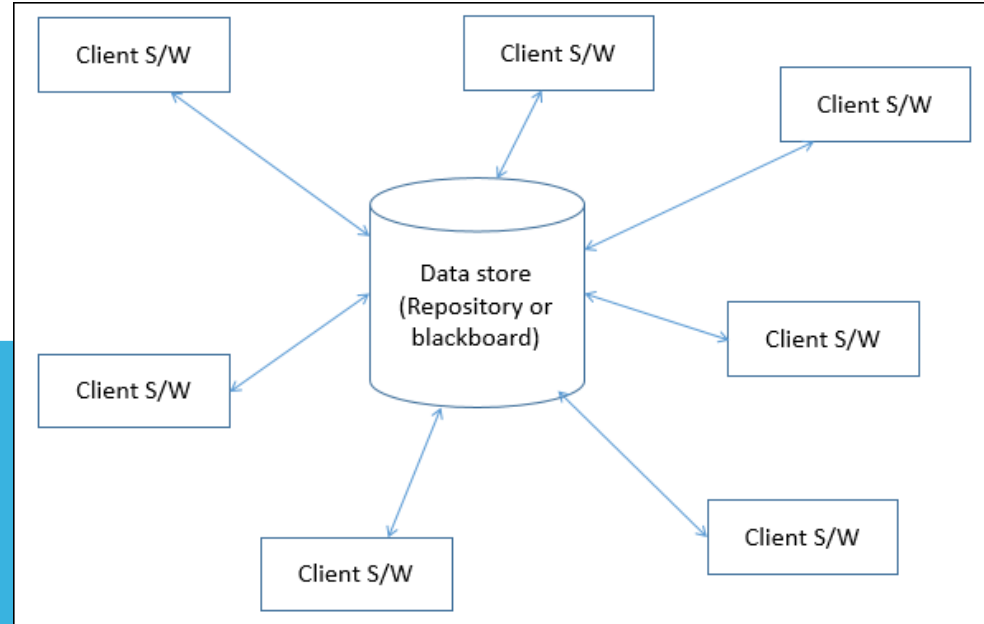 Client S/W
Client S/W
Client S/W
Data store
(Repository or
blackboard)
Client S/W
Client S/W
Client S/W
Client S/W